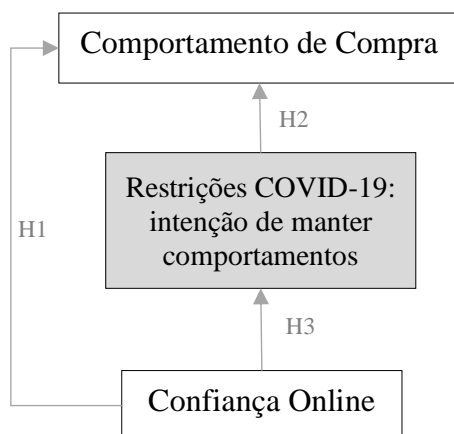 Comportamento de Compra
H2
Restrições COVID-19:
intenção de manter
comportamentos
H1
H3
Confiança Online